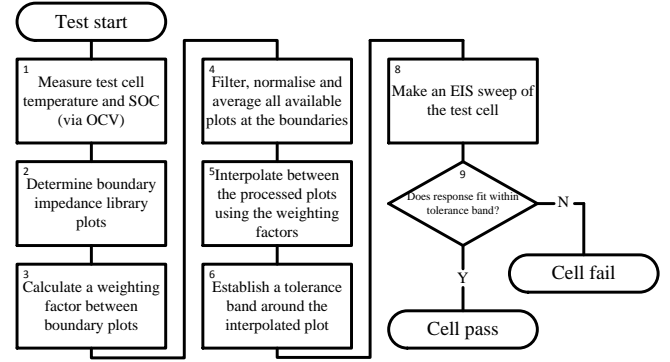 Test start
1
Measure test cell
temperature and SOC
(via OCV)
2
Determine boundary
impedance library
plots
3
Calculate a weighting
factor between
boundary plots
4
Filter, normalise and
average all available
plots at the boundaries
5
Interpolate between
the processed plots
using the weighting
factors
6
Establish a tolerance
band around the
interpolated plot
8
Make an EIS sweep of
the test cell
9
Does response fit within
tolerance band?
N
Cell fail
Y
Cell pass